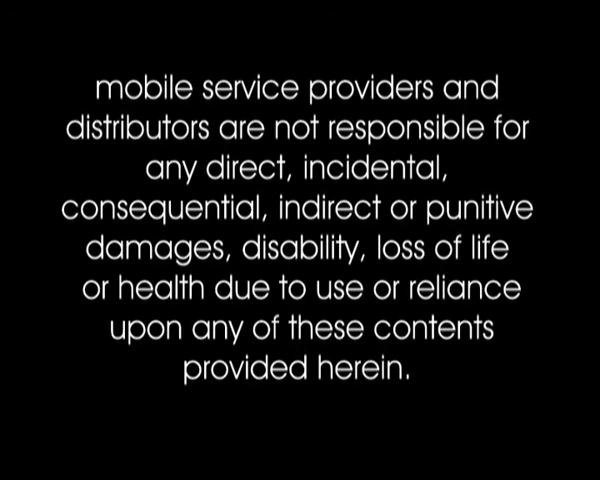 mobile service providers and
distributors are not responsible for
any direct, incidental,
consequential, indirect or punitive
damages, disability, loss of life
or health due to use or reliance
upon any of these contents
provided herein.